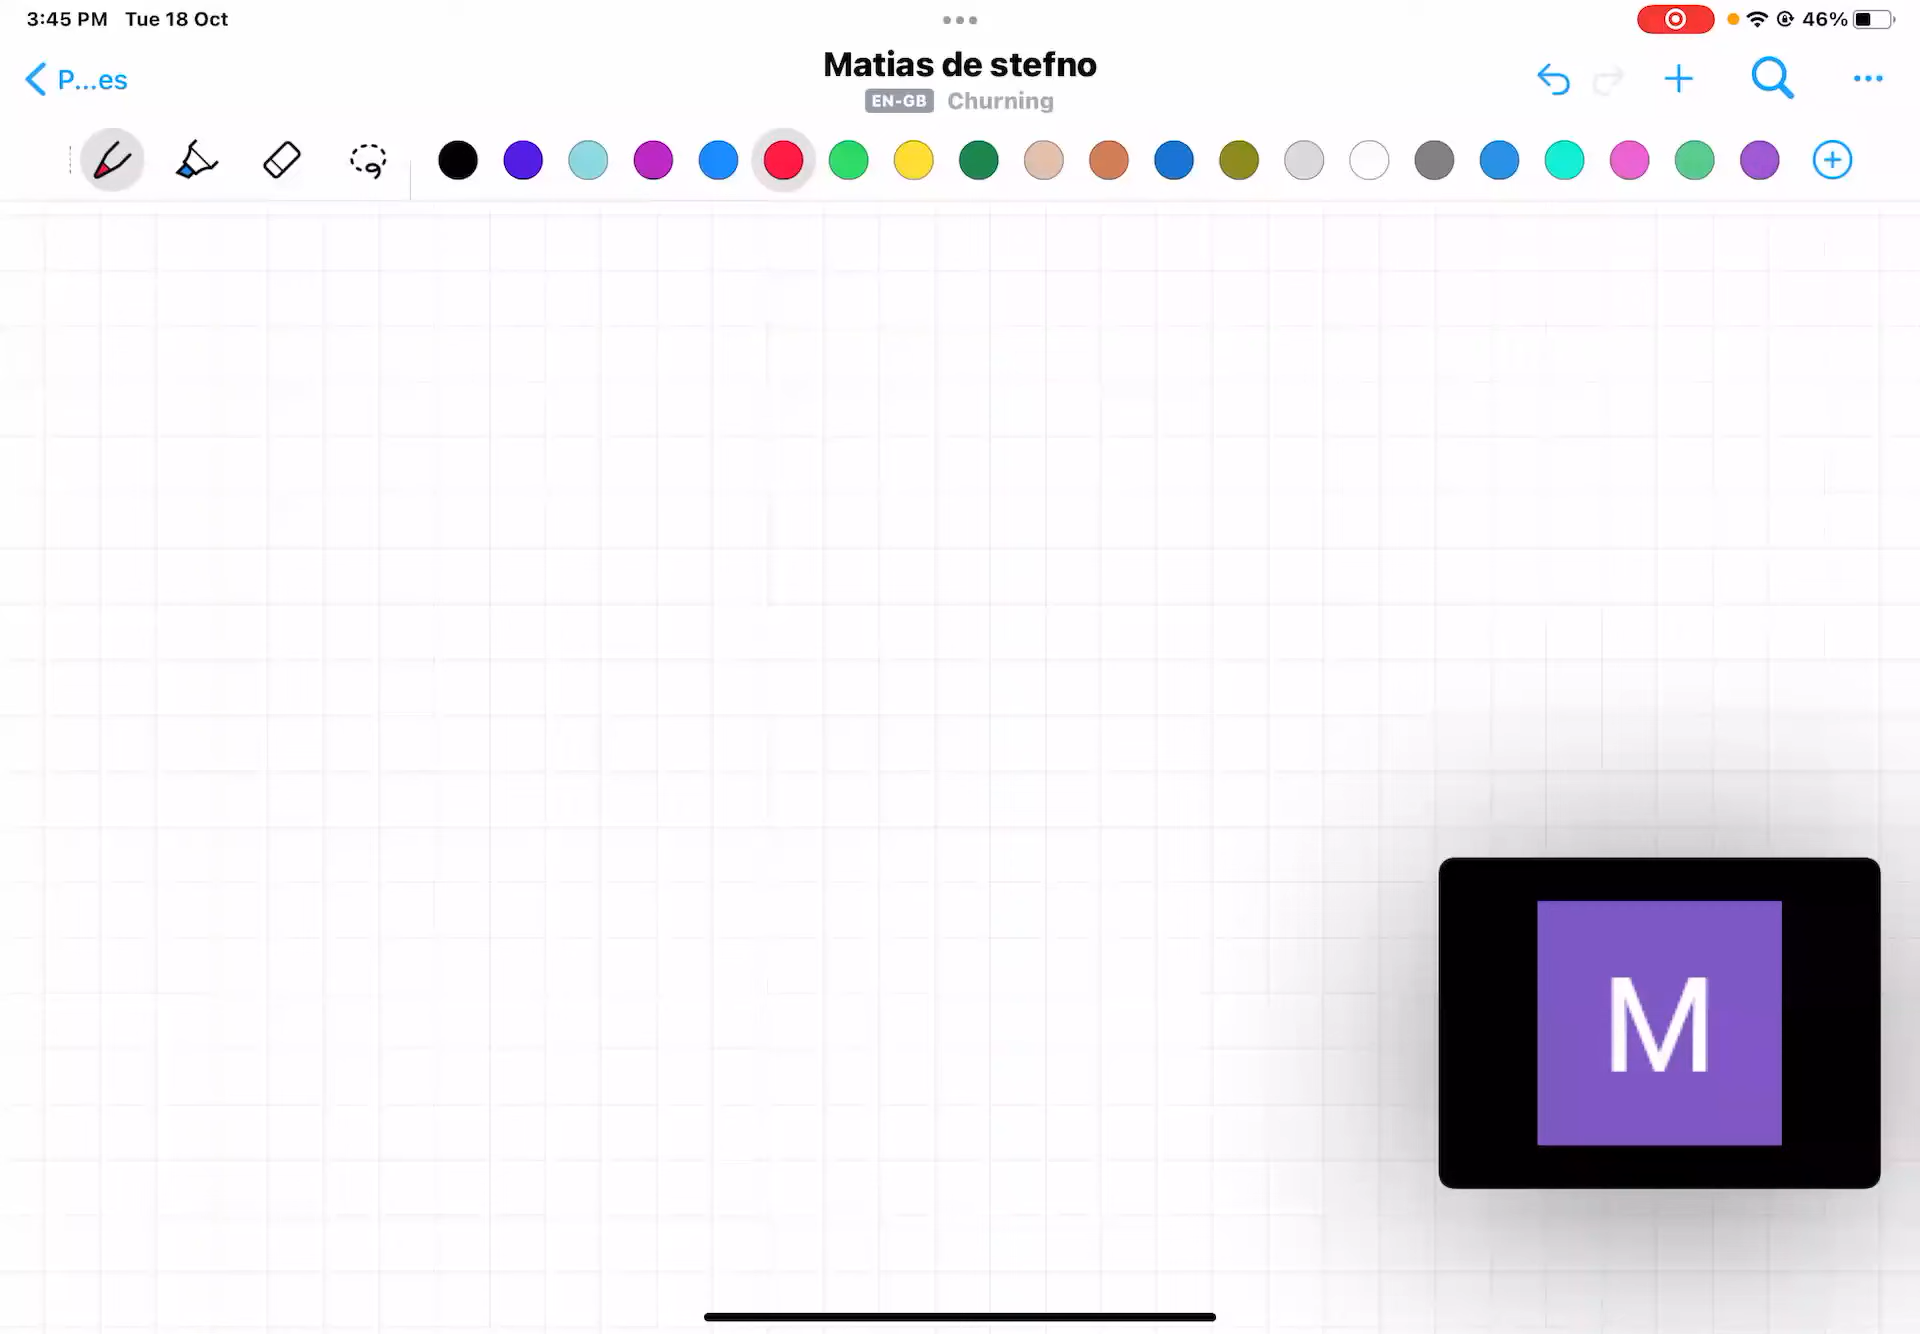 3:45 PM Tue 18 Oct
46%
P...es
Matias de stefno
EN-GB Churning
M